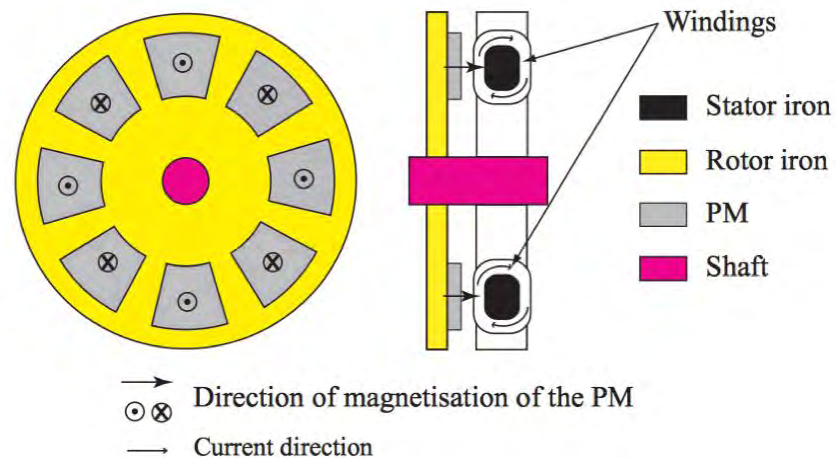 Windings
Stator iron
Rotor iron
PM
Shaft
Direction of magnetisation of the PM
Current direction